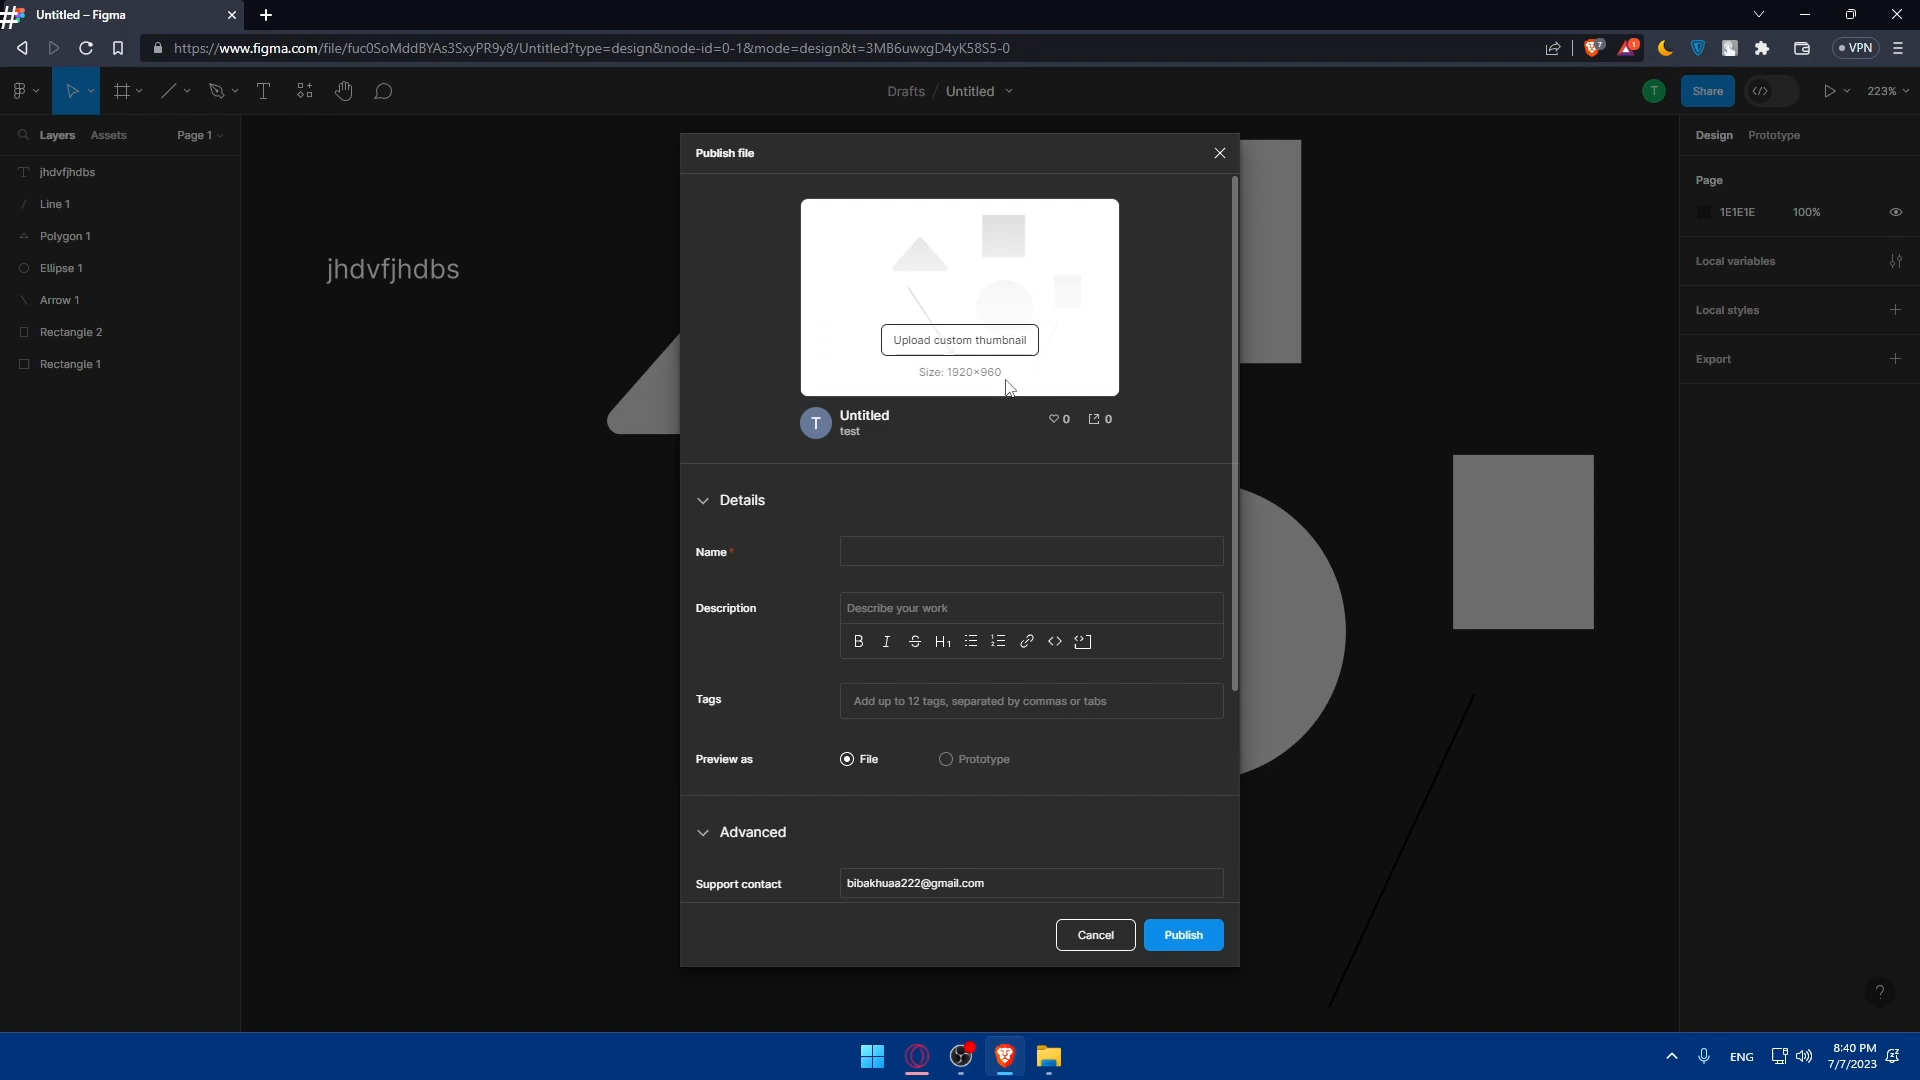 Untitled – Figma
https://www.figma.com/file/fuc0SoMddBYAs3SxyPR9y8/Untitled?type=design&node-id=0-1&mode=design&t=3MB6uwxgD4yK58S5-0
7
1
VPN
Drafts / Untitled
T
Share
223%
Layers
Assets
Page 1
Design
Prototype
jhdvfjhdbs
Line 1
Polygon 1
Ellipse 1
Arrow 1
Rectangle 2
Rectangle 1
jhdvfjhdbs
Publish file
Upload custom thumbnail
Size: 1920×960
T
Untitled
test
0
0
Details
Name *
Description
Describe your work
B I S H1
Tags
Add up to 12 tags, separated by commas or tabs
Preview as
File
Prototype
Advanced
Support contact
bibakhuaa222@gmail.com
Cancel
Publish
Page
1E1E1E
100%
Local variables
Local styles
Export
?
ENG
8:40 PM
7/7/2023